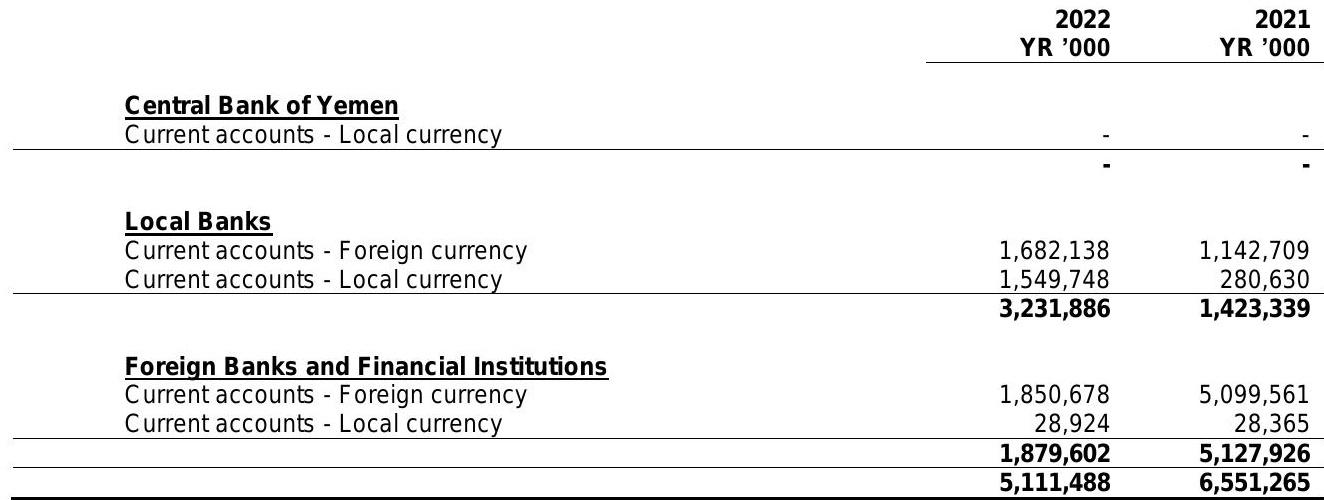 2022 2021
YR ’000 YR ’000
Central Bank of Yemen
Current accounts - Local currency - -
- -
Local Banks
Current accounts - Foreign currency 1,682,138 1,142,709
Current accounts - Local currency 1,549,748 280,630
3,231,886 1,423,339
Foreign Banks and Financial Institutions
Current accounts - Foreign currency 1,850,678 5,099,561
Current accounts - Local currency 28,924 28,365
1,879,602 5,127,926
5,111,488 6,551,265